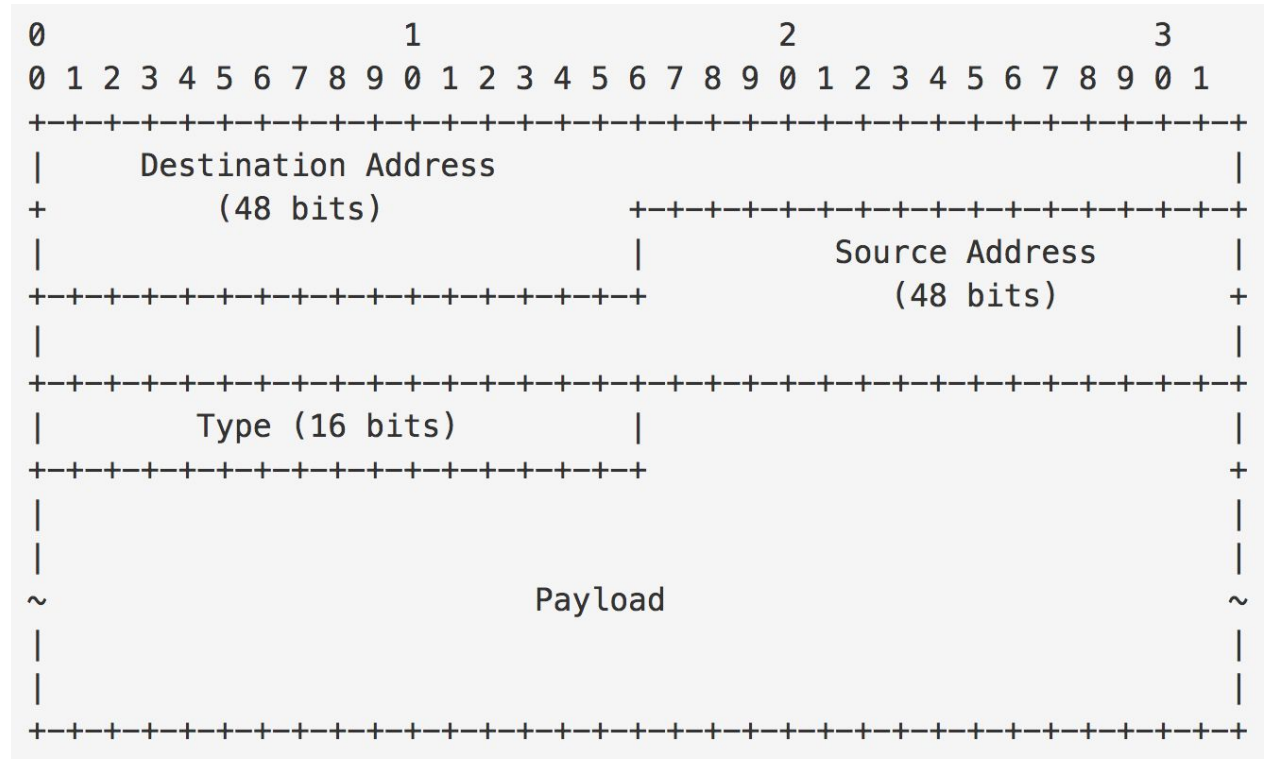 0                   1                   2                   3
0 1 2 3 4 5 6 7 8 9 0 1 2 3 4 5 6 7 8 9 0 1 2 3 4 5 6 7 8 9 0 1
+-+-+-+-+-+-+-+-+-+-+-+-+-+-+-+-+-+-+-+-+-+-+-+-+-+-+-+-+-+-+-+-+
|     Destination Address                                       |
+         (48 bits)             +-+-+-+-+-+-+-+-+-+-+-+-+-+-+-+-+
|                               |          Source Address       |
+-+-+-+-+-+-+-+-+-+-+-+-+-+-+-+-+             (48 bits)         +
|                                                               |
+-+-+-+-+-+-+-+-+-+-+-+-+-+-+-+-+-+-+-+-+-+-+-+-+-+-+-+-+-+-+-+-+
|        Type (16 bits)         |                               |
+-+-+-+-+-+-+-+-+-+-+-+-+-+-+-+-+                               +
|                                                               |
|                                                               |
~                          Payload                              ~
|                                                               |
|                                                               |
+-+-+-+-+-+-+-+-+-+-+-+-+-+-+-+-+-+-+-+-+-+-+-+-+-+-+-+-+-+-+-+-+